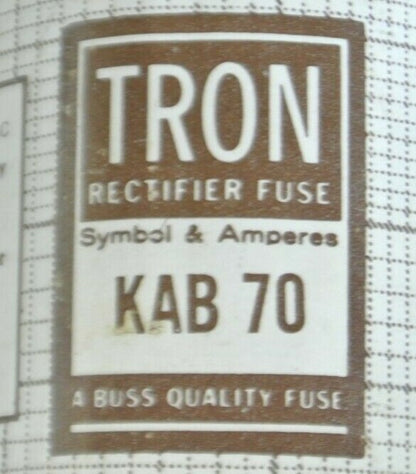 TRON
RECTIFIER FUSE
Symbol & Amperes
KAB 70
A BUSS QUALITY FUSE